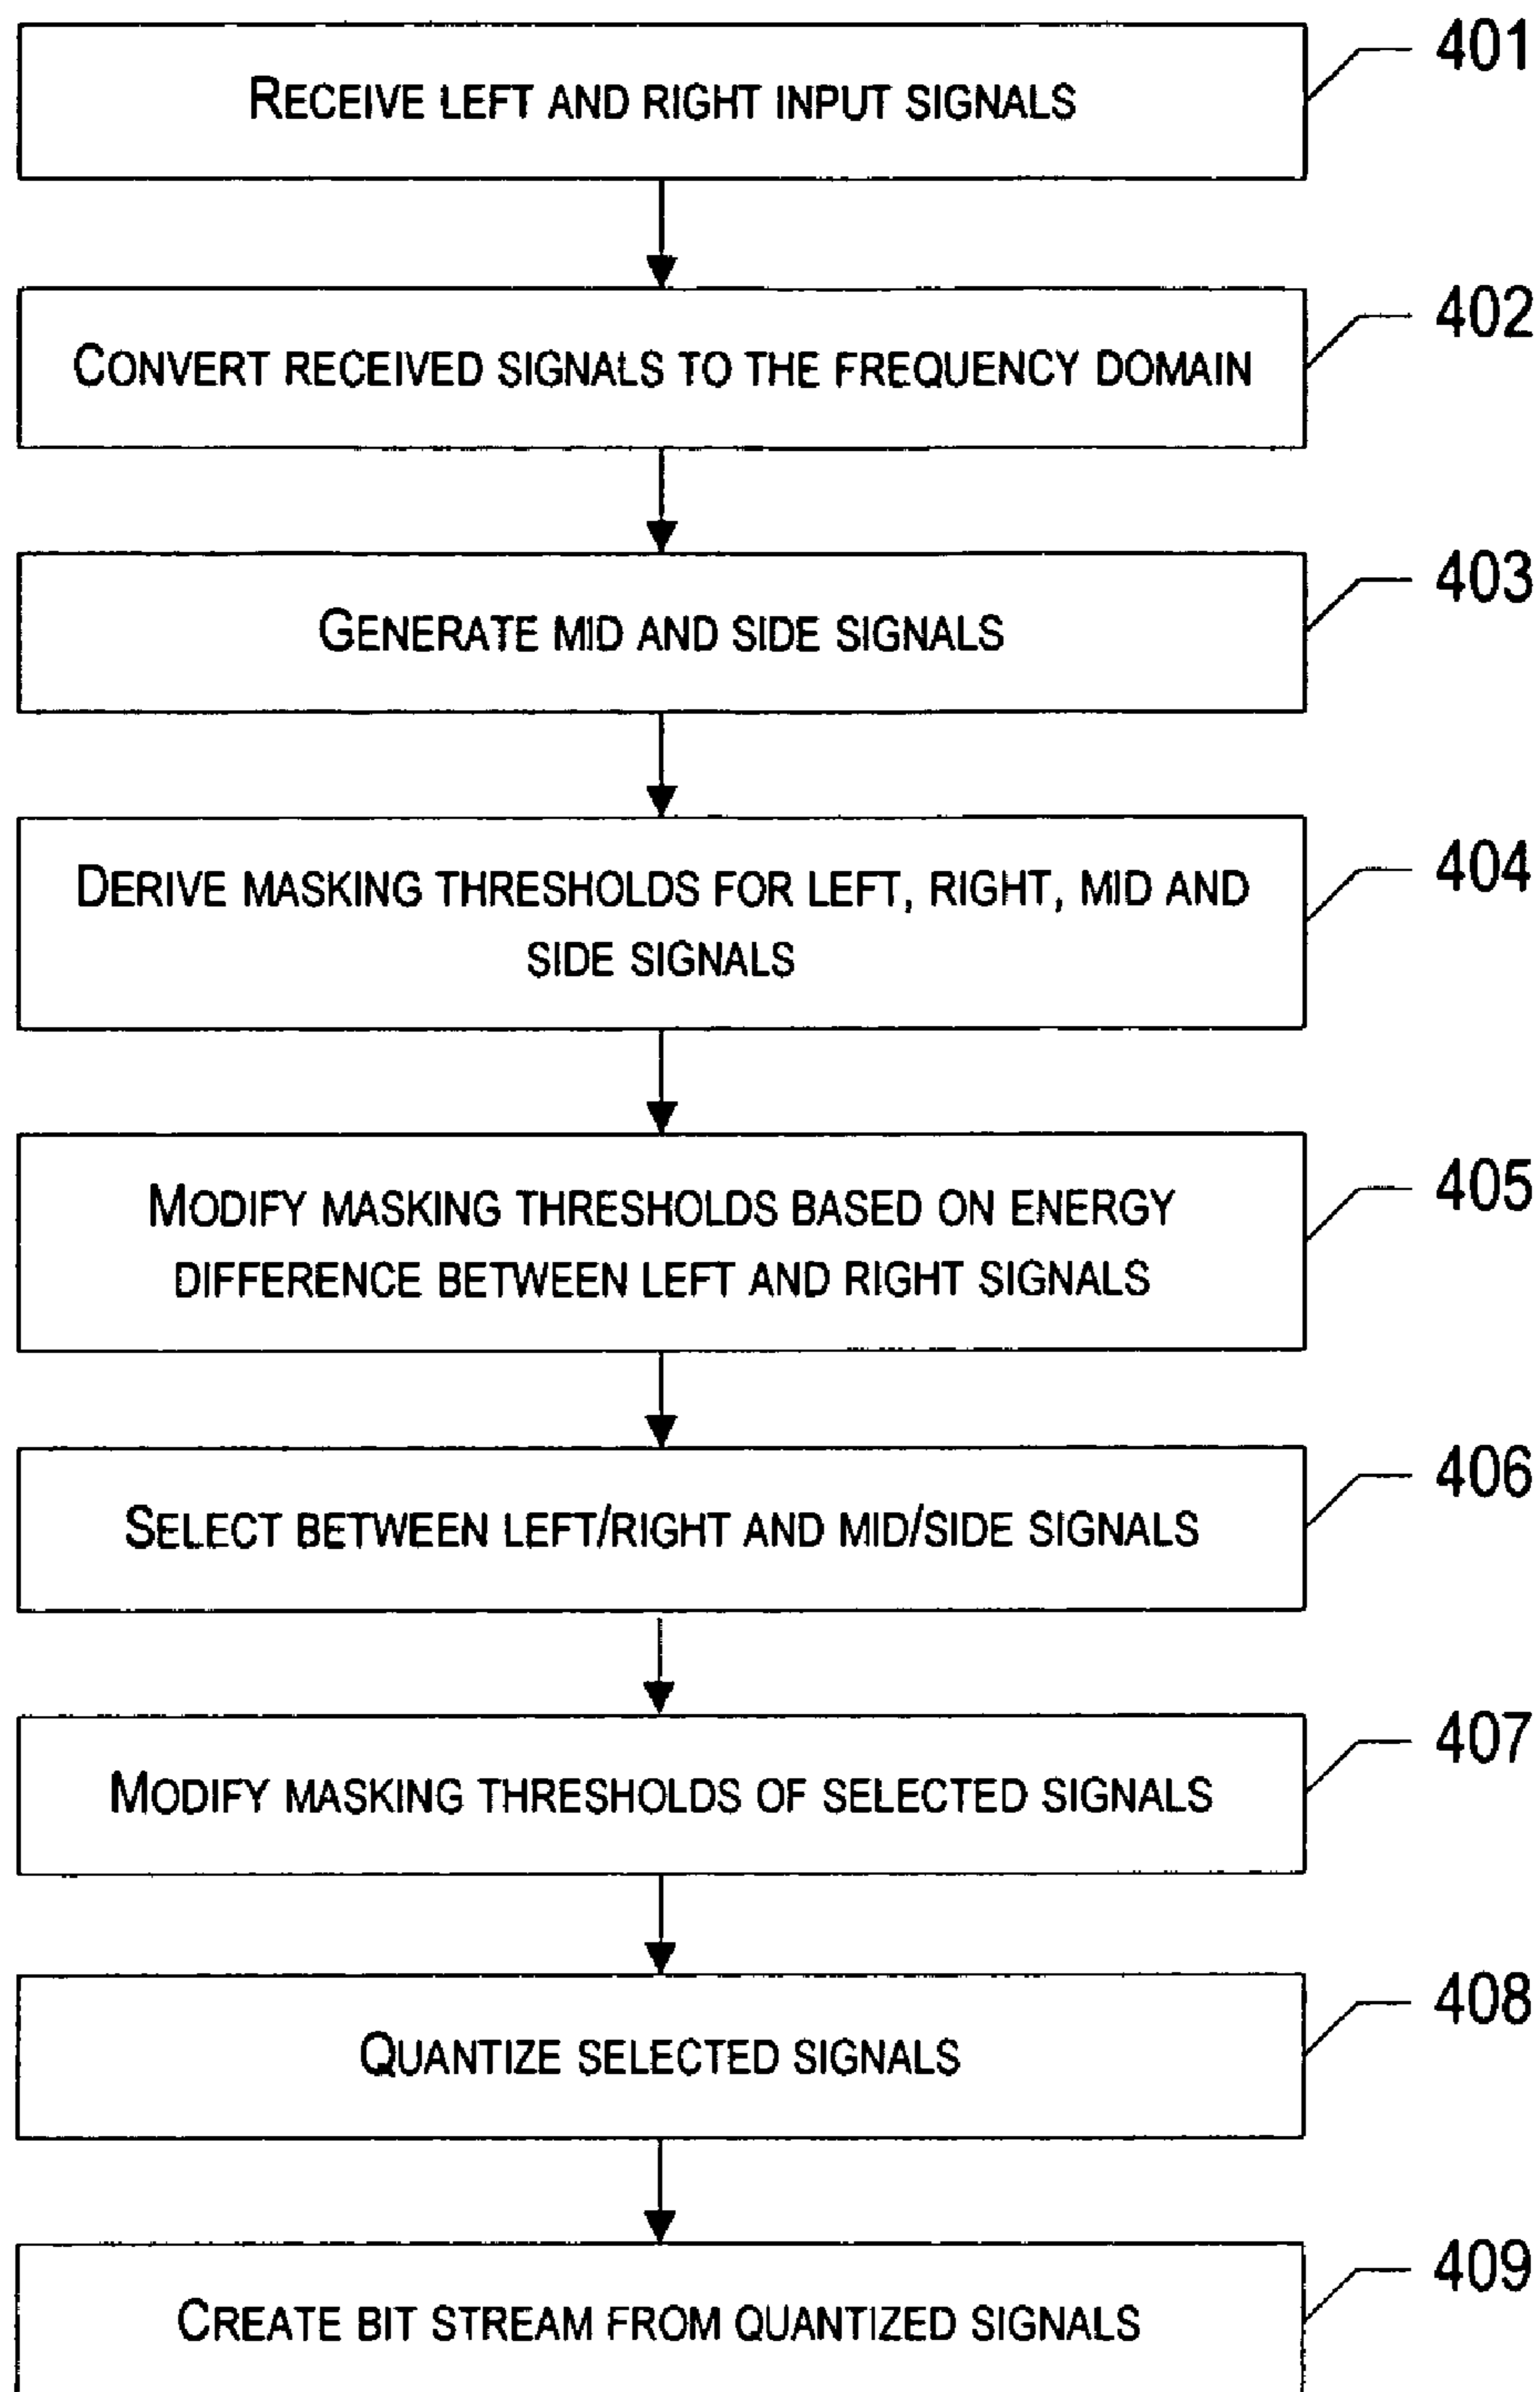 RECEIVE LEFT AND RIGHT INPUT SIGNALS
401
CONVERT RECEIVED SIGNALS TO THE FREQUENCY DOMAIN
402
GENERATE MID AND SIDE SIGNALS
403
DERIVE MASKING THRESHOLDS FOR LEFT, RIGHT, MID AND
SIDE SIGNALS
404
MODIFY MASKING THRESHOLDS BASED ON ENERGY
DIFFERENCE BETWEEN LEFT AND RIGHT SIGNALS
405
SELECT BETWEEN LEFT/RIGHT AND MID/SIDE SIGNALS
406
MODIFY MASKING THRESHOLDS OF SELECTED SIGNALS
407
QUANTIZE SELECTED SIGNALS
408
CREATE BIT STREAM FROM QUANTIZED SIGNALS
409